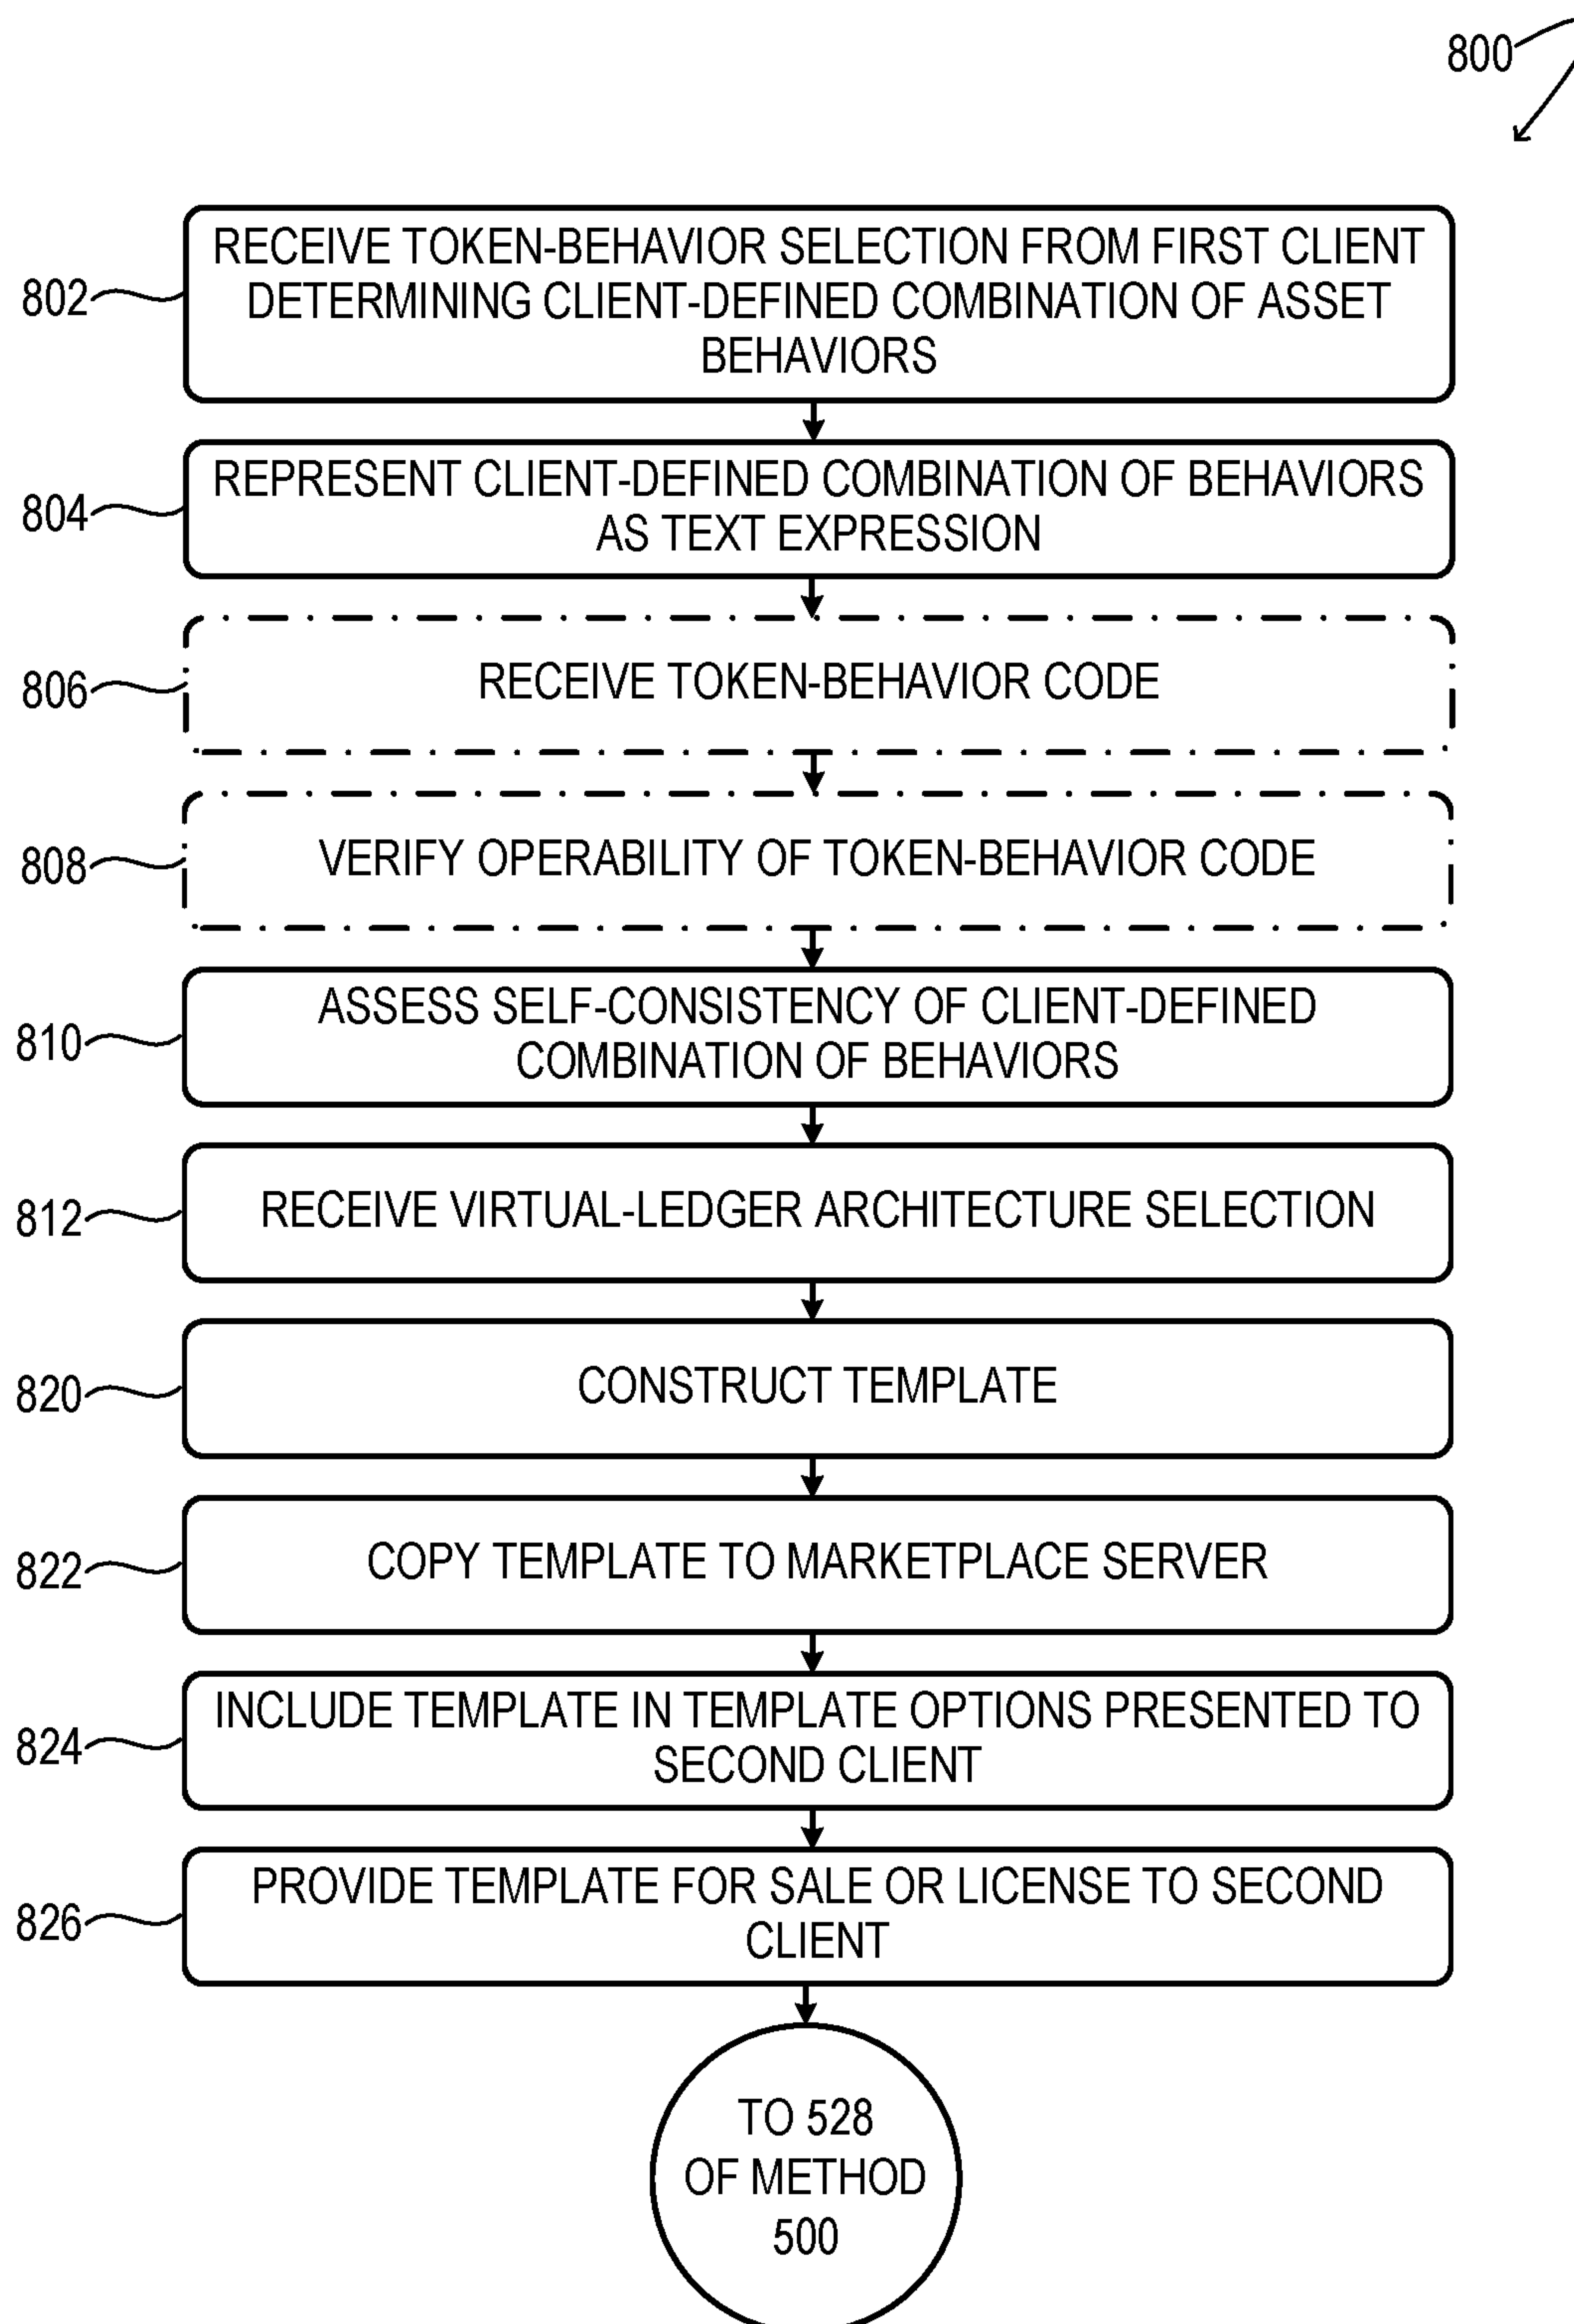 800
RECEIVE TOKEN-BEHAVIOR SELECTION FROM FIRST CLIENT
DETERMINING CLIENT-DEFINED COMBINATION OF ASSET
BEHAVIORS
802
REPRESENT CLIENT-DEFINED COMBINATION OF BEHAVIORS
AS TEXT EXPRESSION
804
RECEIVE TOKEN-BEHAVIOR CODE
806
VERIFY OPERABILITY OF TOKEN-BEHAVIOR CODE
808
ASSESS SELF-CONSISTENCY OF CLIENT-DEFINED
COMBINATION OF BEHAVIORS
810
RECEIVE VIRTUAL-LEDGER ARCHITECTURE SELECTION
812
CONSTRUCT TEMPLATE
820
COPY TEMPLATE TO MARKETPLACE SERVER
822
INCLUDE TEMPLATE IN TEMPLATE OPTIONS PRESENTED TO
SECOND CLIENT
824
PROVIDE TEMPLATE FOR SALE OR LICENSE TO SECOND
CLIENT
826
TO 528
OF METHOD
500